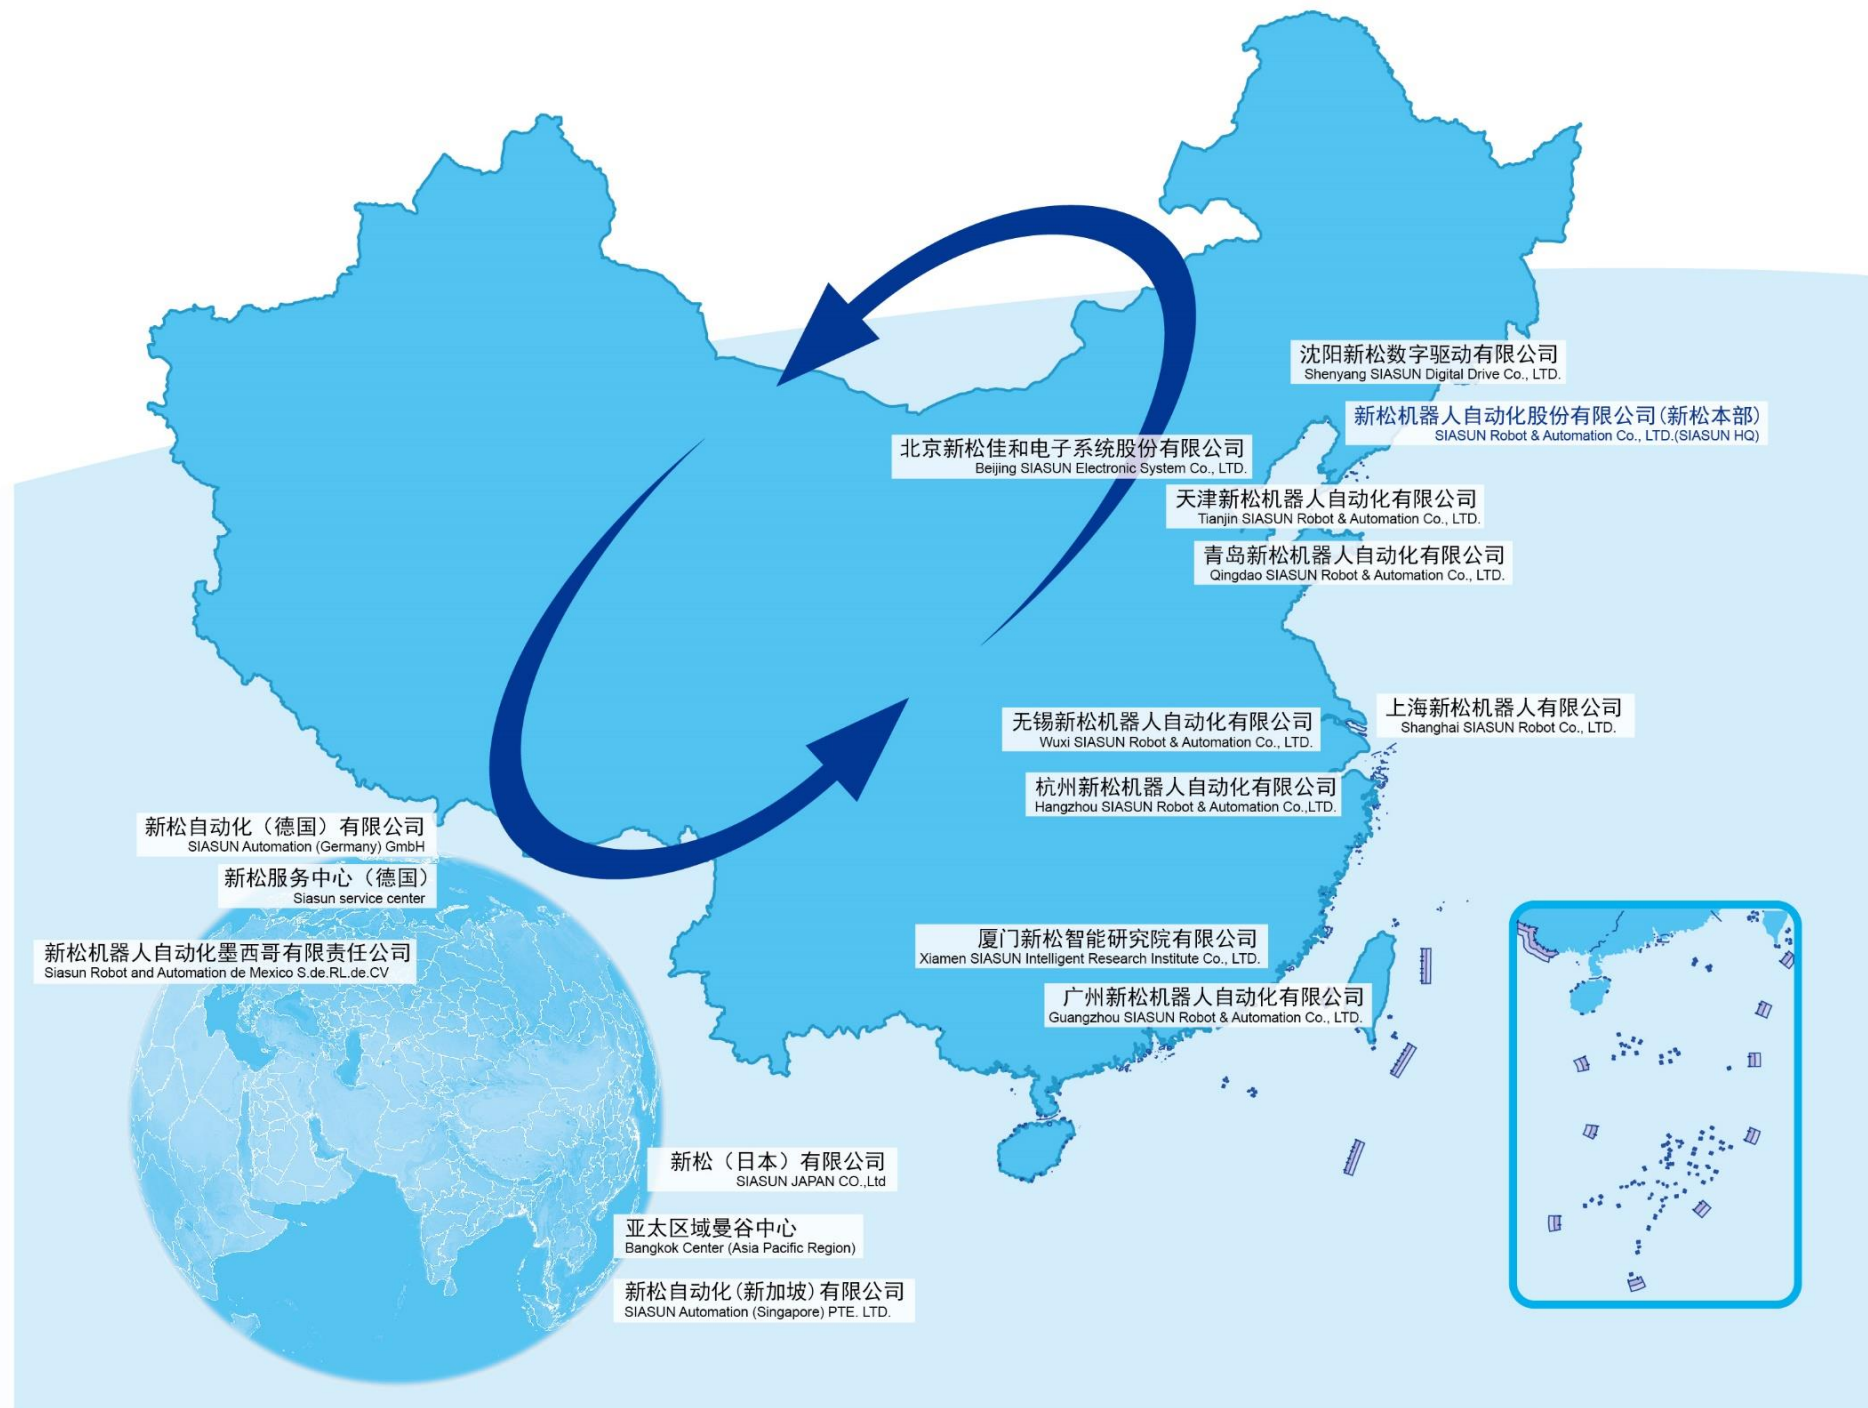 沈阳新松数字驱动有限公司
Shenyang SIASUN Digital Drive Co., LTD.
新松机器人自动化股份有限公司(新松本部)
SIASUN Robot & Automation Co., LTD.(SIASUN HQ)
北京新松佳和电子系统股份有限公司
Beijing SIASUN Electronic System Co., LTD.
天津新松机器人自动化有限公司
Tianjin SIASUN Robot & Automation Co., LTD.
青岛新松机器人自动化有限公司
Qingdao SIASUN Robot & Automation Co., LTD.
上海新松机器人有限公司
Shanghai SIASUN Robot Co., LTD.
无锡新松机器人自动化有限公司
Wuxi SIASUN Robot & Automation Co., LTD.
杭州新松机器人自动化有限公司
Hangzhou SIASUN Robot & Automation Co.,LTD.
新松自动化（德国）有限公司
SIASUN Automation (Germany) GmbH
新松服务中心（德国）
Siasun service center
新松机器人自动化墨西哥有限责任公司
Siasun Robot and Automation de Mexico S.de.RL.de.CV
厦门新松智能研究院有限公司
Xiamen SIASUN Intelligent Research Institute Co., LTD.
广州新松机器人自动化有限公司
Guangzhou SIASUN Robot & Automation Co., LTD.
新松（日本）有限公司
SIASUN JAPAN CO.,Ltd
亚太区域曼谷中心
Bangkok Center (Asia Pacific Region)
新松自动化(新加坡)有限公司
SIASUN Automation (Singapore) PTE. LTD.